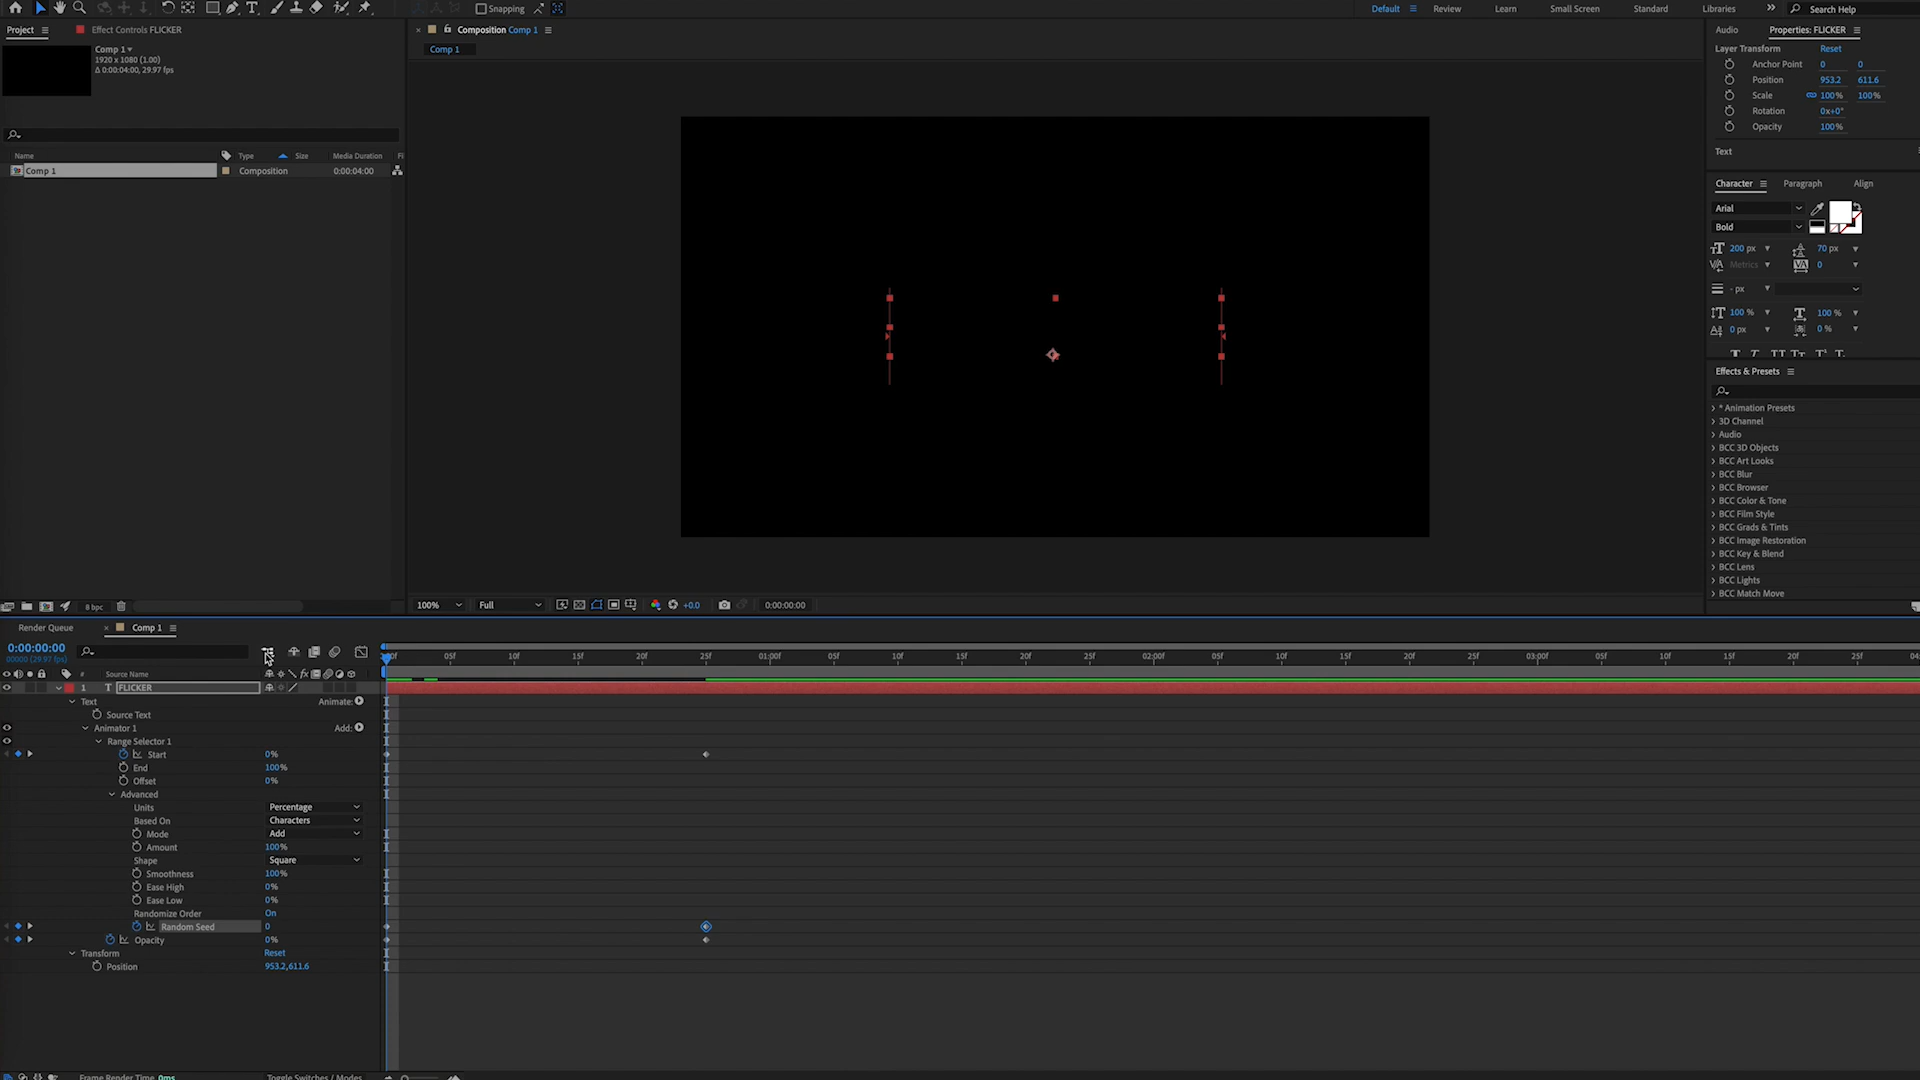 Snapping
Default
Review
Learn
Small Screen
Standard
Libraries
Search Help
Project
Effect Controls FLICKER
Comp 1
1920 x 1080 (1.00)
Δ 0:00:04:00, 29.97 fps
Name
Type
Size
Media Duration
Fi
Comp 1
Composition
0:00:04:00
8 bpc
Composition Comp 1
Comp 1
100%
Full
+0.0
0:00:00:00
Audio
Properties: FLICKER
Layer Transform
Reset
Anchor Point 0 0
Position 953.2 611.6
Scale 100% 100%
Rotation 0x+0°
Opacity 100%
Text
Character
Paragraph
Align
Arial
Bold
200 px
70 px
Metrics
0
- px
100 %
100 %
0 px
0 %
Effects & Presets
* Animation Presets
3D Channel
Audio
BCC 3D Objects
BCC Art Looks
BCC Blur
BCC Browser
BCC Color & Tone
BCC Film Style
BCC Grads & Tints
BCC Image Restoration
BCC Key & Blend
BCC Lens
BCC Lights
BCC Match Move
Render Queue
Comp 1
0:00:00:00
00000 (29.97 fps)
05f 10f 15f 20f 25f 01:00f 05f 10f 15f 20f 25f 02:00f 05f 10f 15f 20f 25f 03:00f 05f 10f 15f 20f 25f
# Source Name
1 T FLICKER
Text
Animate:
Source Text
Animator 1
Add:
Range Selector 1
Start 0%
End 100%
Offset 0%
Advanced
Units Percentage
Based On Characters
Mode Add
Amount 100%
Shape Square
Smoothness 100%
Ease High 0%
Ease Low 0%
Randomize Order On
Random Seed 0
Opacity 0%
Transform Reset
Position 953.2,611.6
Frame Render Time 0ms
Toggle Switches / Modes